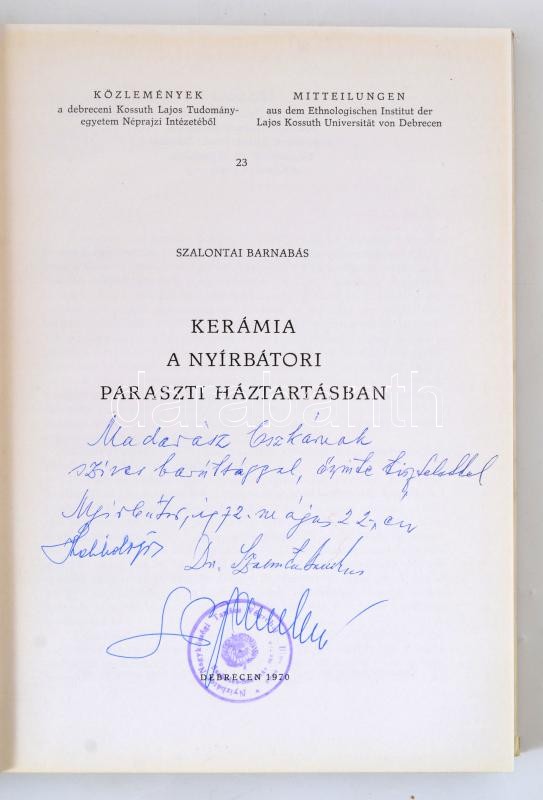 KÖZLEMÉNYEK
a debreceni Kossuth Lajos Tudomány-
egyetem Néprajzi Intézetéből
MITTEILUNGEN
aus dem Ethnologischen Institut der
Lajos Kossuth Universität von Debrecen
23
SZALONTAI BARNABÁS
KERÁMIA
A NYÍRBÁTORI
PARASZTI HÁZTARTÁSBAN
darabanth
Madarász Oszkárnak
szíves barátsággal, őszinte tisztelettel
Nyírbátor, 1972. május 22-én
Dr. Szalontai Barnabás
DEBRECEN 1970